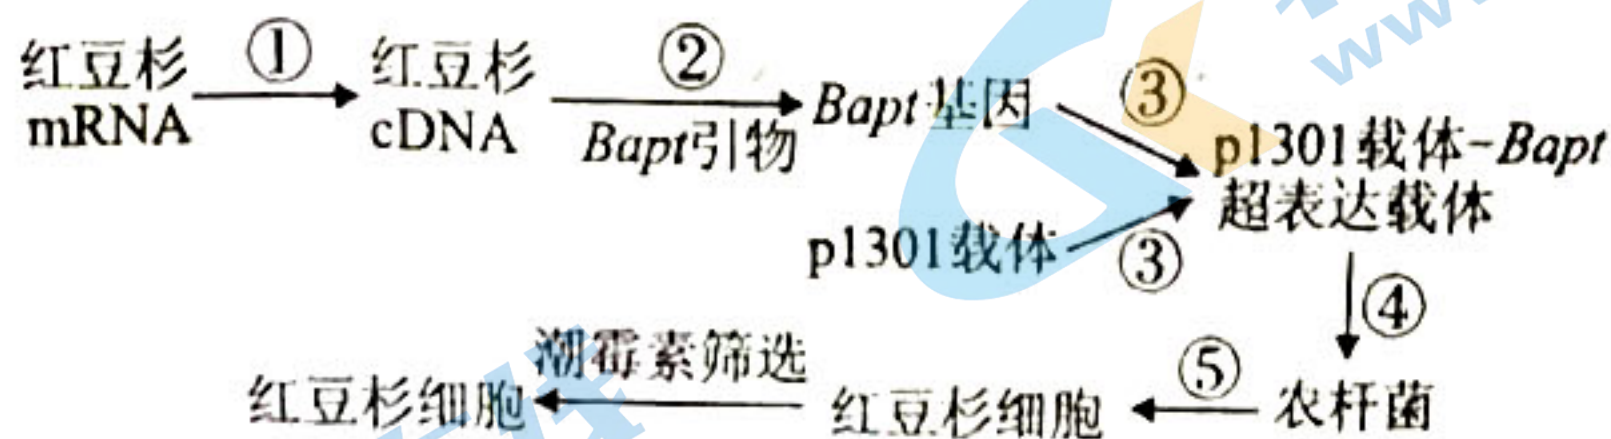 红豆杉
mRNA
①
红豆杉
cDNA
②
Bapt引物
Bapt基因
③
p1301载体
③
p1301载体-Bapt
超表达载体
④
农杆菌
⑤
红豆杉细胞
潮霉素筛选
红豆杉细胞
www